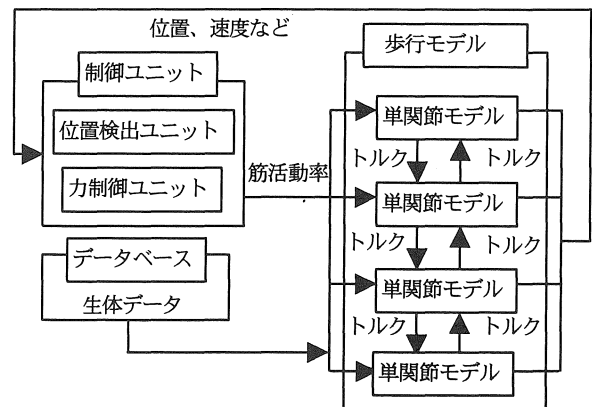 位置、速度など
歩行モデル
制御ユニット
位置検出ユニット
力制御ユニット
筋活動率
データベース
生体データ
単関節モデル
トルク
トルク
単関節モデル
トルク
トルク
単関節モデル
トルク
トルク
単関節モデル